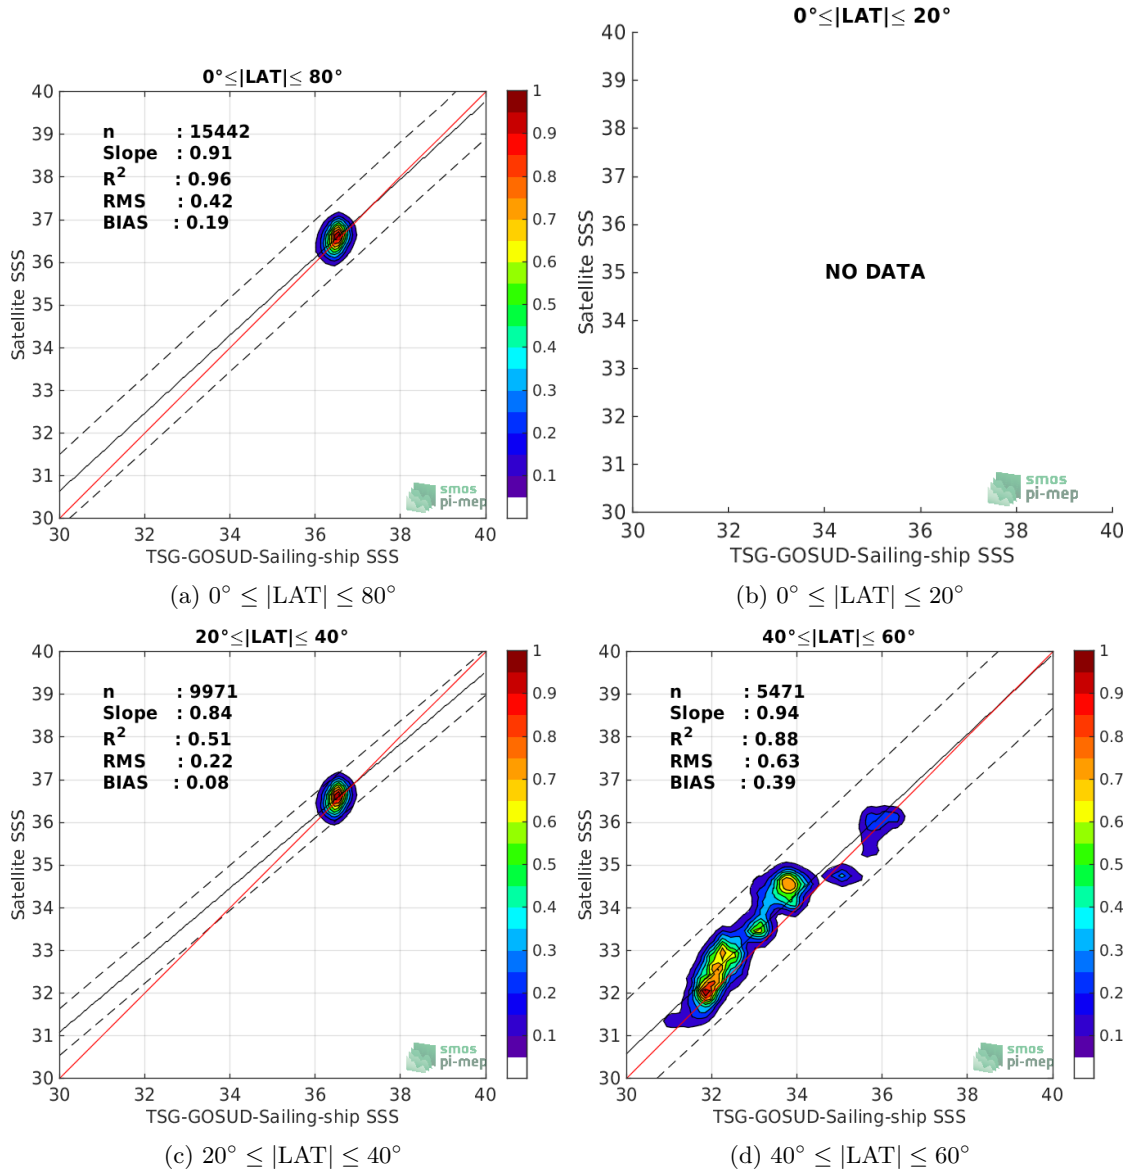 0°≤|LAT|≤ 80°
40
39
38
37
36
35
34
33
32
31
30
n : 15442
Slope : 0.91
R² : 0.96
RMS : 0.42
BIAS : 0.19
Satellite SSS
30 32 34 36 38 40
TSG-GOSUD-Sailing-ship SSS
1
0.9
0.8
0.7
0.6
0.5
0.4
0.3
0.2
0.1
smos
pi-mep
(a) 0° ≤ |LAT| ≤ 80°
0°≤|LAT|≤ 20°
40
39
38
37
36
35
34
33
32
31
30
NO DATA
Satellite SSS
30 32 34 36 38 40
TSG-GOSUD-Sailing-ship SSS
smos
pi-mep
(b) 0° ≤ |LAT| ≤ 20°
20°≤|LAT|≤ 40°
40
39
38
37
36
35
34
33
32
31
30
n : 9971
Slope : 0.84
R² : 0.51
RMS : 0.22
BIAS : 0.08
Satellite SSS
30 32 34 36 38 40
TSG-GOSUD-Sailing-ship SSS
1
0.9
0.8
0.7
0.6
0.5
0.4
0.3
0.2
0.1
smos
pi-mep
(c) 20° ≤ |LAT| ≤ 40°
40°≤|LAT|≤ 60°
40
39
38
37
36
35
34
33
32
31
30
n : 5471
Slope : 0.94
R² : 0.88
RMS : 0.63
BIAS : 0.39
Satellite SSS
30 32 34 36 38 40
TSG-GOSUD-Sailing-ship SSS
1
0.9
0.8
0.7
0.6
0.5
0.4
0.3
0.2
0.1
smos
pi-mep
(d) 40° ≤ |LAT| ≤ 60°